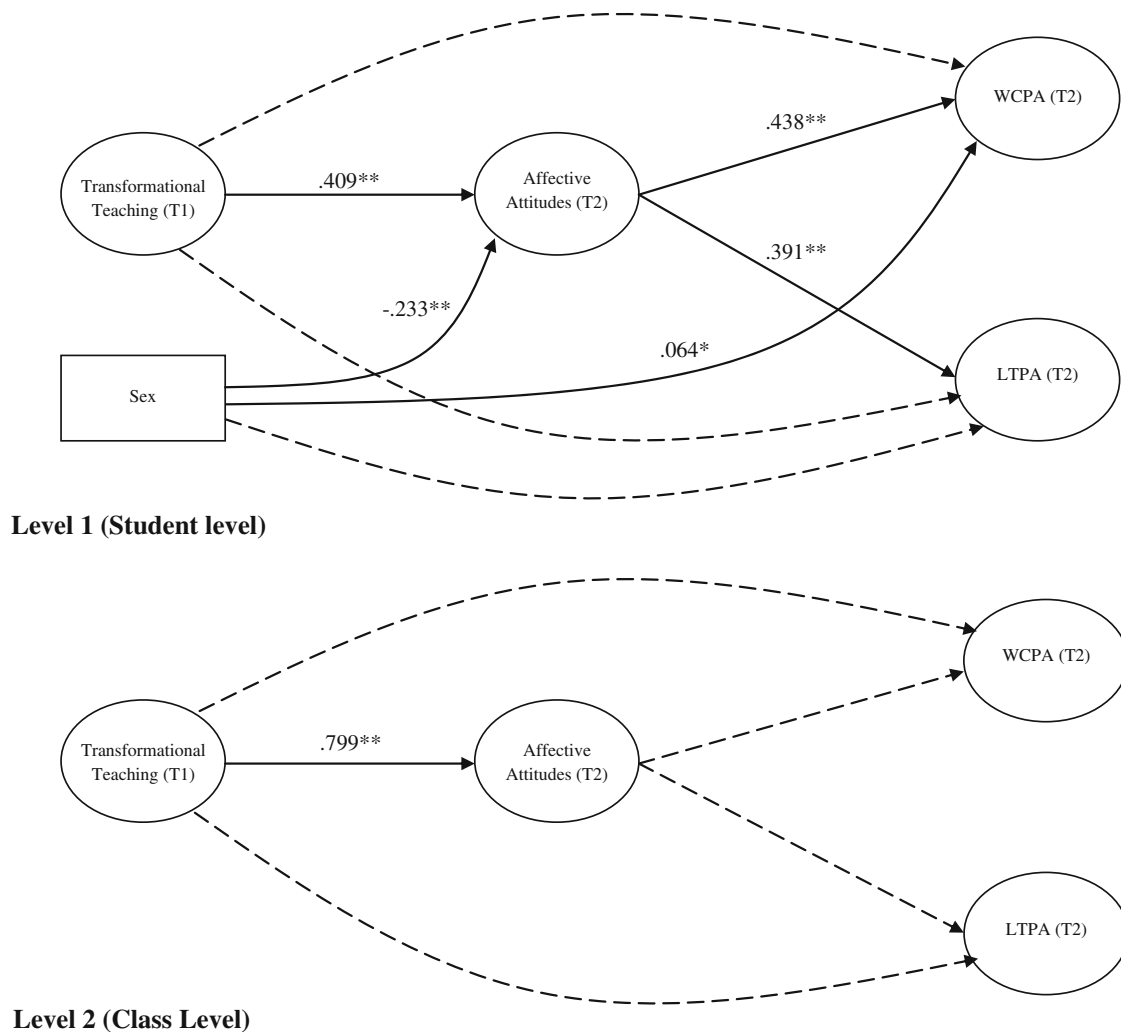 WCPA (T2)
.438**
Transformational
Teaching (T1)
.409**
Affective
Attitudes (T2)
.391**
-.233**
.064*
Sex
LTPA (T2)
Level 1 (Student level)
WCPA (T2)
Transformational
Teaching (T1)
.799**
Affective
Attitudes (T2)
LTPA (T2)
Level 2 (Class Level)